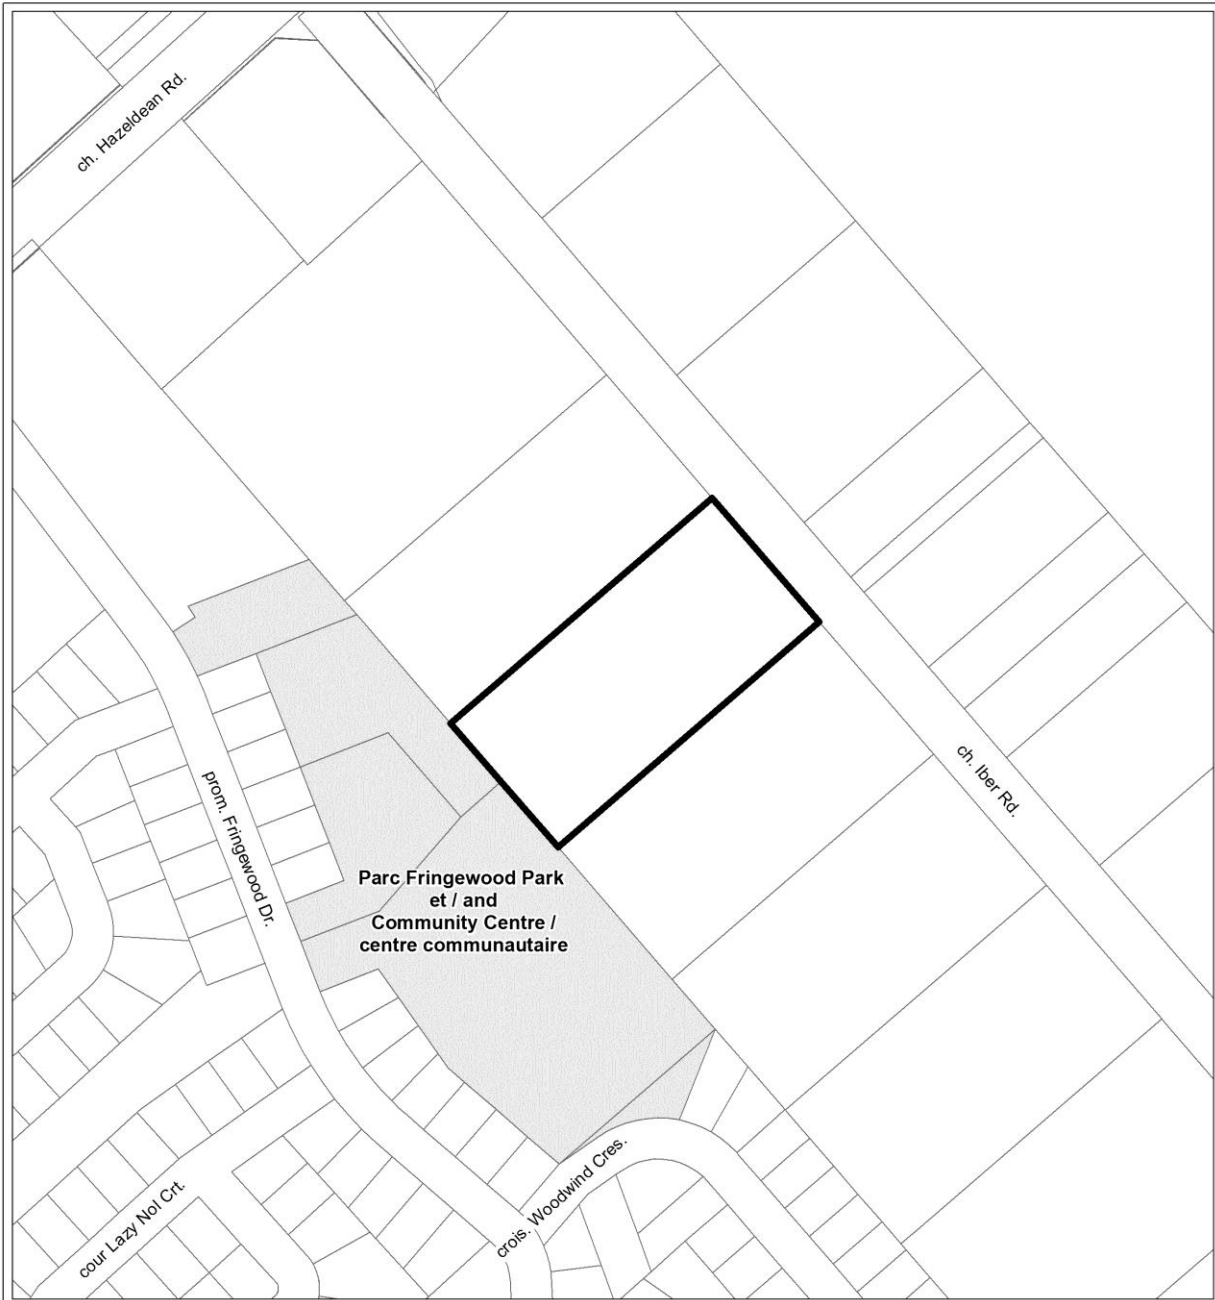 ch. Hazeldean Rd.
ch. Iber Rd.
prom. Fringewood Dr.
Parc Fringewood Park
et / and
Community Centre /
centre communautaire
crois. Woodwind Cres.
cour Lazy Nol Crt.